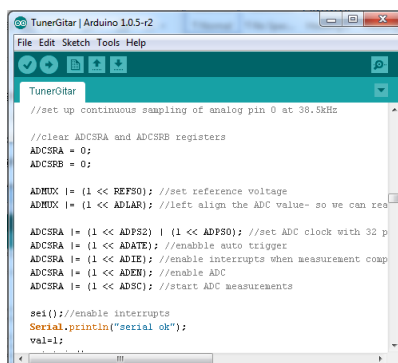 TunerGitar | Arduino 1.0.5-r2
File Edit Sketch Tools Help
TunerGitar
//set up continuous sampling of analog pin 0 at 38.5kHz
//clear ADCSRA and ADCSRB registers
ADCSRA = 0;
ADCSRB = 0;
ADMUX |= (1 << REFS0); //set reference voltage
ADMUX |= (1 << ADLAR); //left align the ADC value- so we can rea
ADCSRA |= (1 << ADPS2) | (1 << ADPS0); //set ADC clock with 32 p
ADCSRA |= (1 << ADATE); //enabble auto trigger
ADCSRA |= (1 << ADIE); //enable interrupts when measurement comp
ADCSRA |= (1 << ADEN); //enable ADC
ADCSRA |= (1 << ADSC); //start ADC measurements
sei();//enable interrupts
Serial.println("serial ok");
val=1;